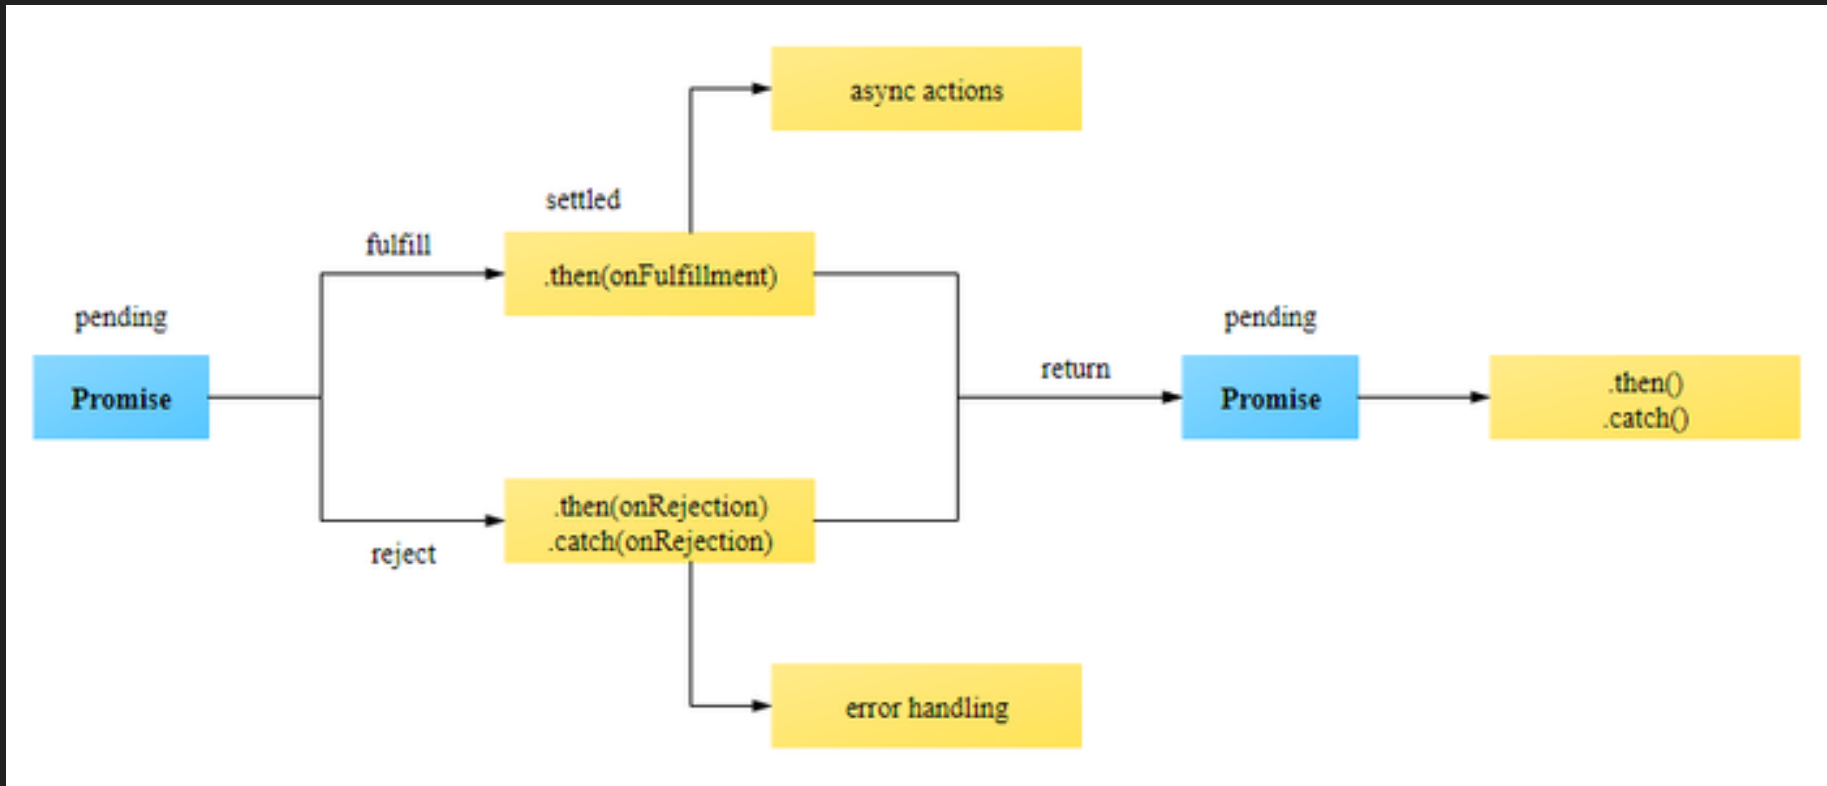 async actions
settled
fulfill
.then(onFulfillment)
pending
Promise
reject
.then(onRejection)
.catch(onRejection)
error handling
return
pending
Promise
.then()
.catch()